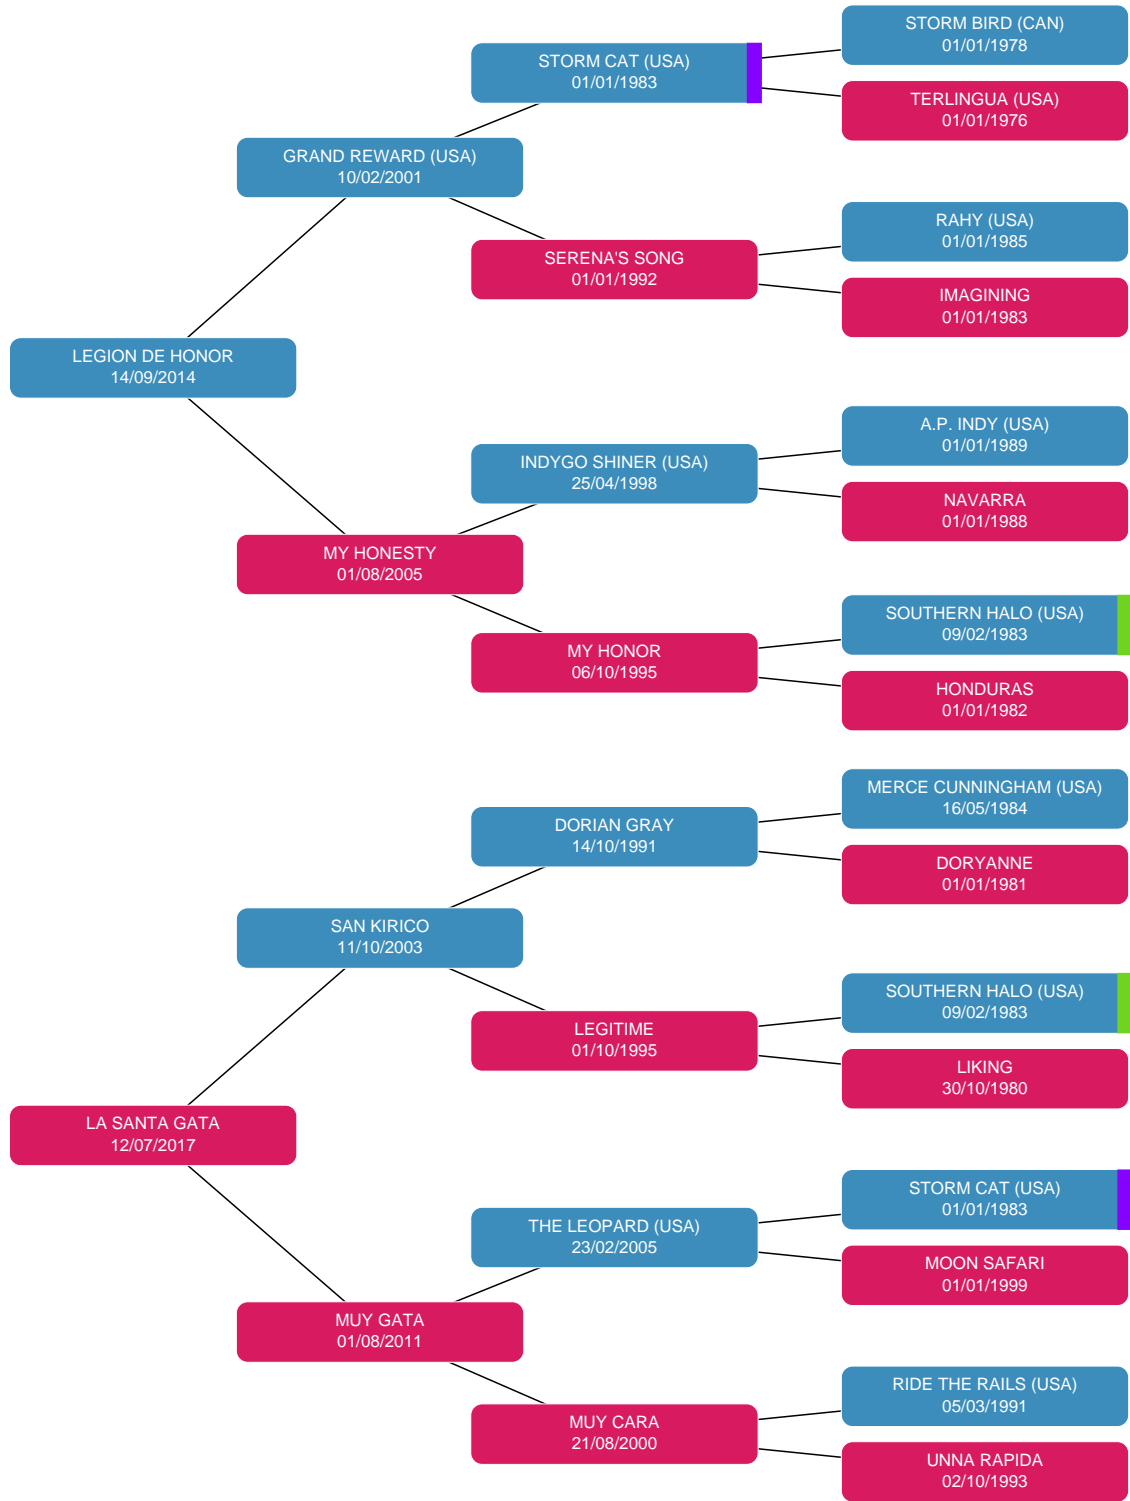 STORM BIRD (CAN)
01/01/1978
STORM CAT (USA)
01/01/1983
TERLINGUA (USA)
01/01/1976
GRAND REWARD (USA)
10/02/2001
RAHY (USA)
01/01/1985
SERENA'S SONG
01/01/1992
IMAGINING
01/01/1983
LEGION DE HONOR
14/09/2014
A.P. INDY (USA)
01/01/1989
INDYGO SHINER (USA)
25/04/1998
NAVARRA
01/01/1988
MY HONESTY
01/08/2005
SOUTHERN HALO (USA)
09/02/1983
MY HONOR
06/10/1995
HONDURAS
01/01/1982
MERCE CUNNINGHAM (USA)
16/05/1984
DORIAN GRAY
14/10/1991
DORYANNE
01/01/1981
SAN KIRICO
11/10/2003
SOUTHERN HALO (USA)
09/02/1983
LEGITIME
01/10/1995
LIKING
30/10/1980
LA SANTA GATA
12/07/2017
STORM CAT (USA)
01/01/1983
THE LEOPARD (USA)
23/02/2005
MOON SAFARI
01/01/1999
MUY GATA
01/08/2011
RIDE THE RAILS (USA)
05/03/1991
MUY CARA
21/08/2000
UNNA RAPIDA
02/10/1993